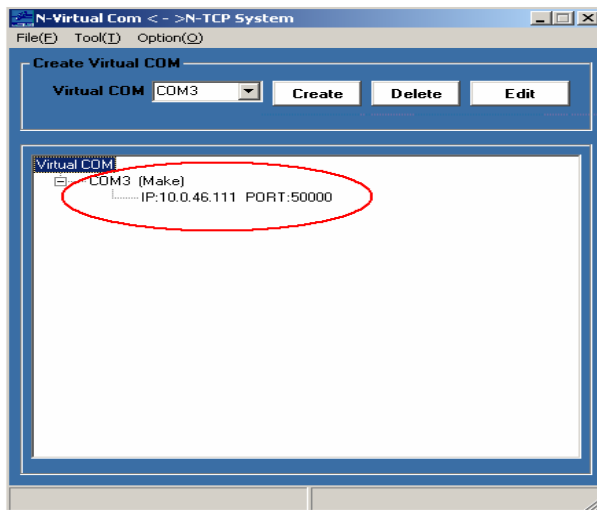 N-Virtual Com < - >N-TCP System
File(F) Tool(T) Option(O)
Create Virtual COM
Virtual COM COM3 Create Delete Edit
Virtual COM
COM3 (Make)
IP:10.0.46.111 PORT:50000